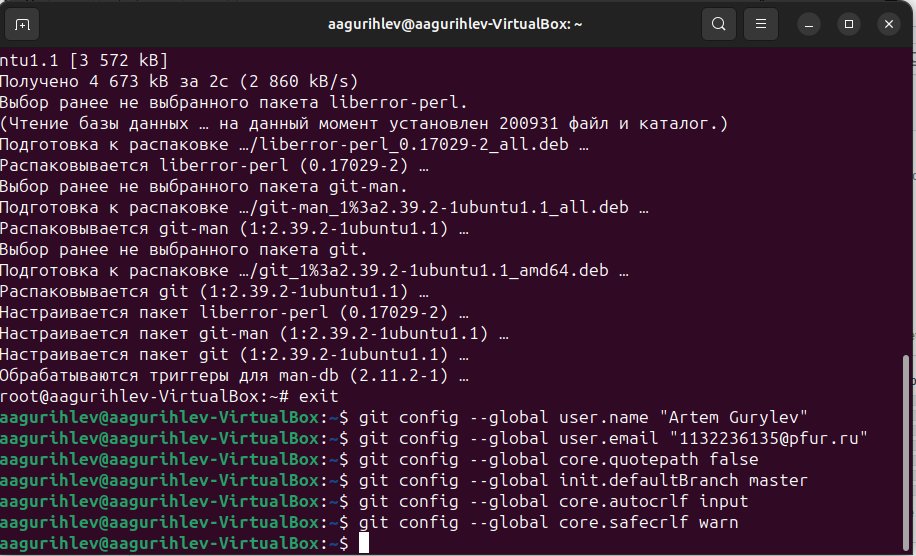 aagurihlev@aagurihlev-VirtualBox: ~
ntu1.1 [3 572 kB]
Получено 4 673 kB за 2с (2 860 kB/s)
Выбор ранее не выбранного пакета liberror-perl.
(Чтение базы данных … на данный момент установлен 200931 файл и каталог.)
Подготовка к распаковке …/liberror-perl_0.17029-2_all.deb …
Распаковывается liberror-perl (0.17029-2) …
Выбор ранее не выбранного пакета git-man.
Подготовка к распаковке …/git-man_1%3a2.39.2-1ubuntu1.1_all.deb …
Распаковывается git-man (1:2.39.2-1ubuntu1.1) …
Выбор ранее не выбранного пакета git.
Подготовка к распаковке …/git_1%3a2.39.2-1ubuntu1.1_amd64.deb …
Распаковывается git (1:2.39.2-1ubuntu1.1) …
Настраивается пакет liberror-perl (0.17029-2) …
Настраивается пакет git-man (1:2.39.2-1ubuntu1.1) …
Настраивается пакет git (1:2.39.2-1ubuntu1.1) …
Обрабатываются триггеры для man-db (2.11.2-1) …
root@aagurihlev-VirtualBox:~# exit
aagurihlev@aagurihlev-VirtualBox:~$ git config --global user.name "Artem Gurylev"
aagurihlev@aagurihlev-VirtualBox:~$ git config --global user.email "1132236135@pfur.ru"
aagurihlev@aagurihlev-VirtualBox:~$ git config --global core.quotepath false
aagurihlev@aagurihlev-VirtualBox:~$ git config --global init.defaultBranch master
aagurihlev@aagurihlev-VirtualBox:~$ git config --global core.autocrlf input
aagurihlev@aagurihlev-VirtualBox:~$ git config --global core.safecrlf warn
aagurihlev@aagurihlev-VirtualBox:~$